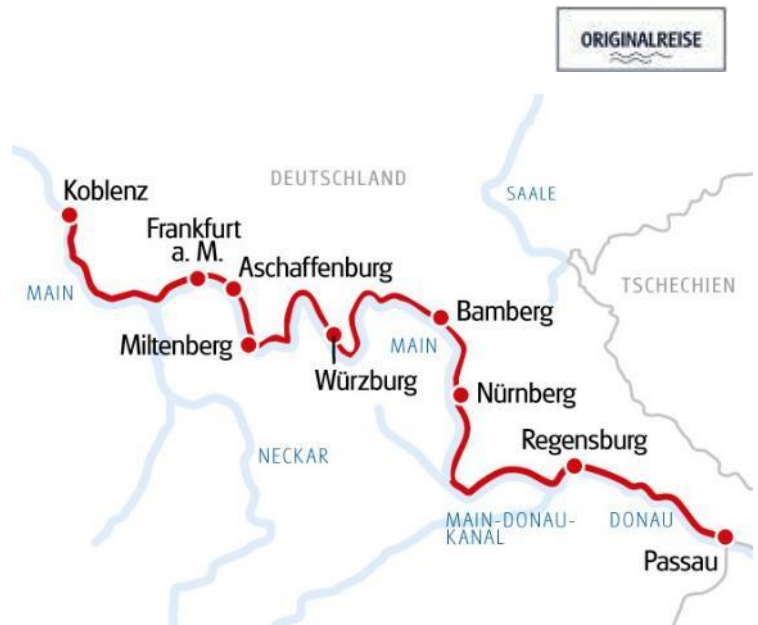 ORIGINALREISE
DEUTSCHLAND
SAALE
Koblenz
Frankfurt
a. M.
Aschaffenburg
TSCHECHIEN
MAIN
Bamberg
Miltenberg
MAIN
Würzburg
Nürnberg
Regensburg
NECKAR
MAIN-DONAU-
KANAL
DONAU
Passau